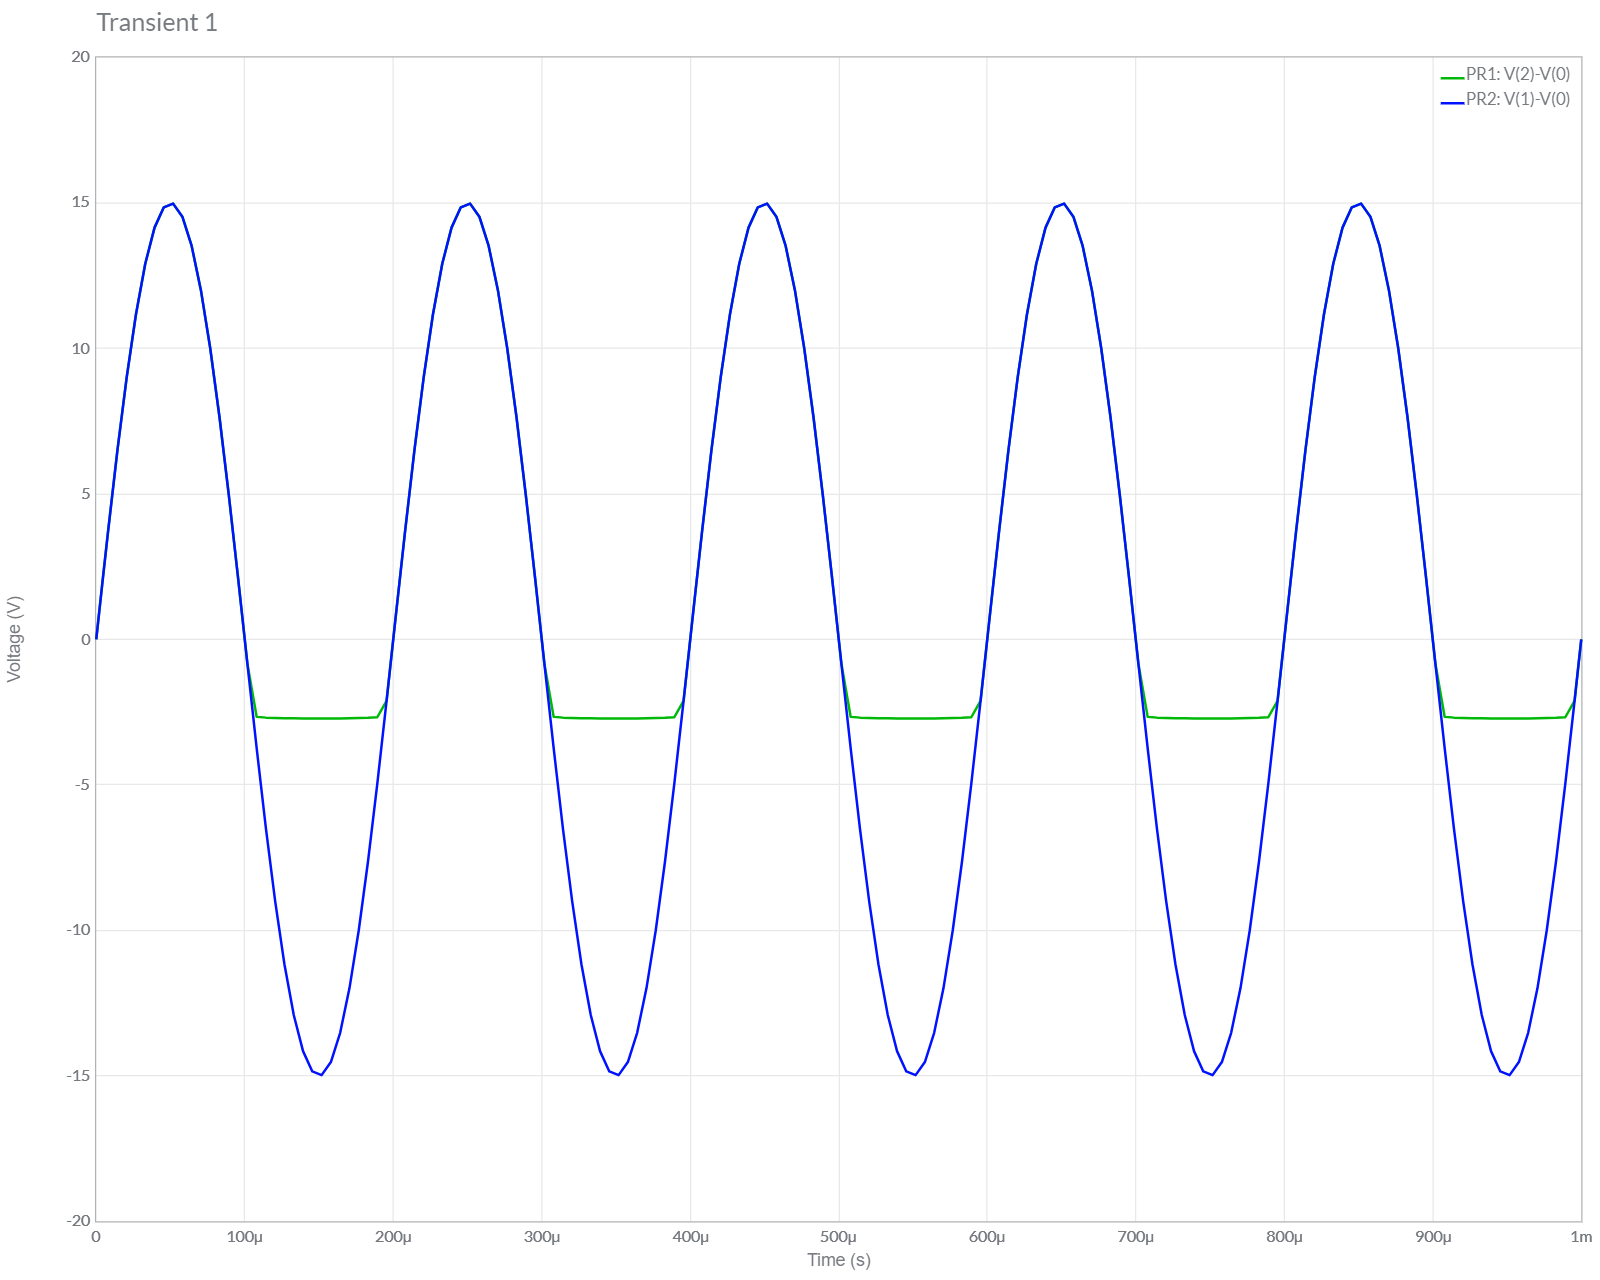 Transient 1
PR1: V(2)-V(0)
PR2: V(1)-V(0)
Voltage (V)
20
15
10
5
0
-5
-10
-15
-20
0 100µ 200µ 300µ 400µ 500µ 600µ 700µ 800µ 900µ 1m
Time (s)